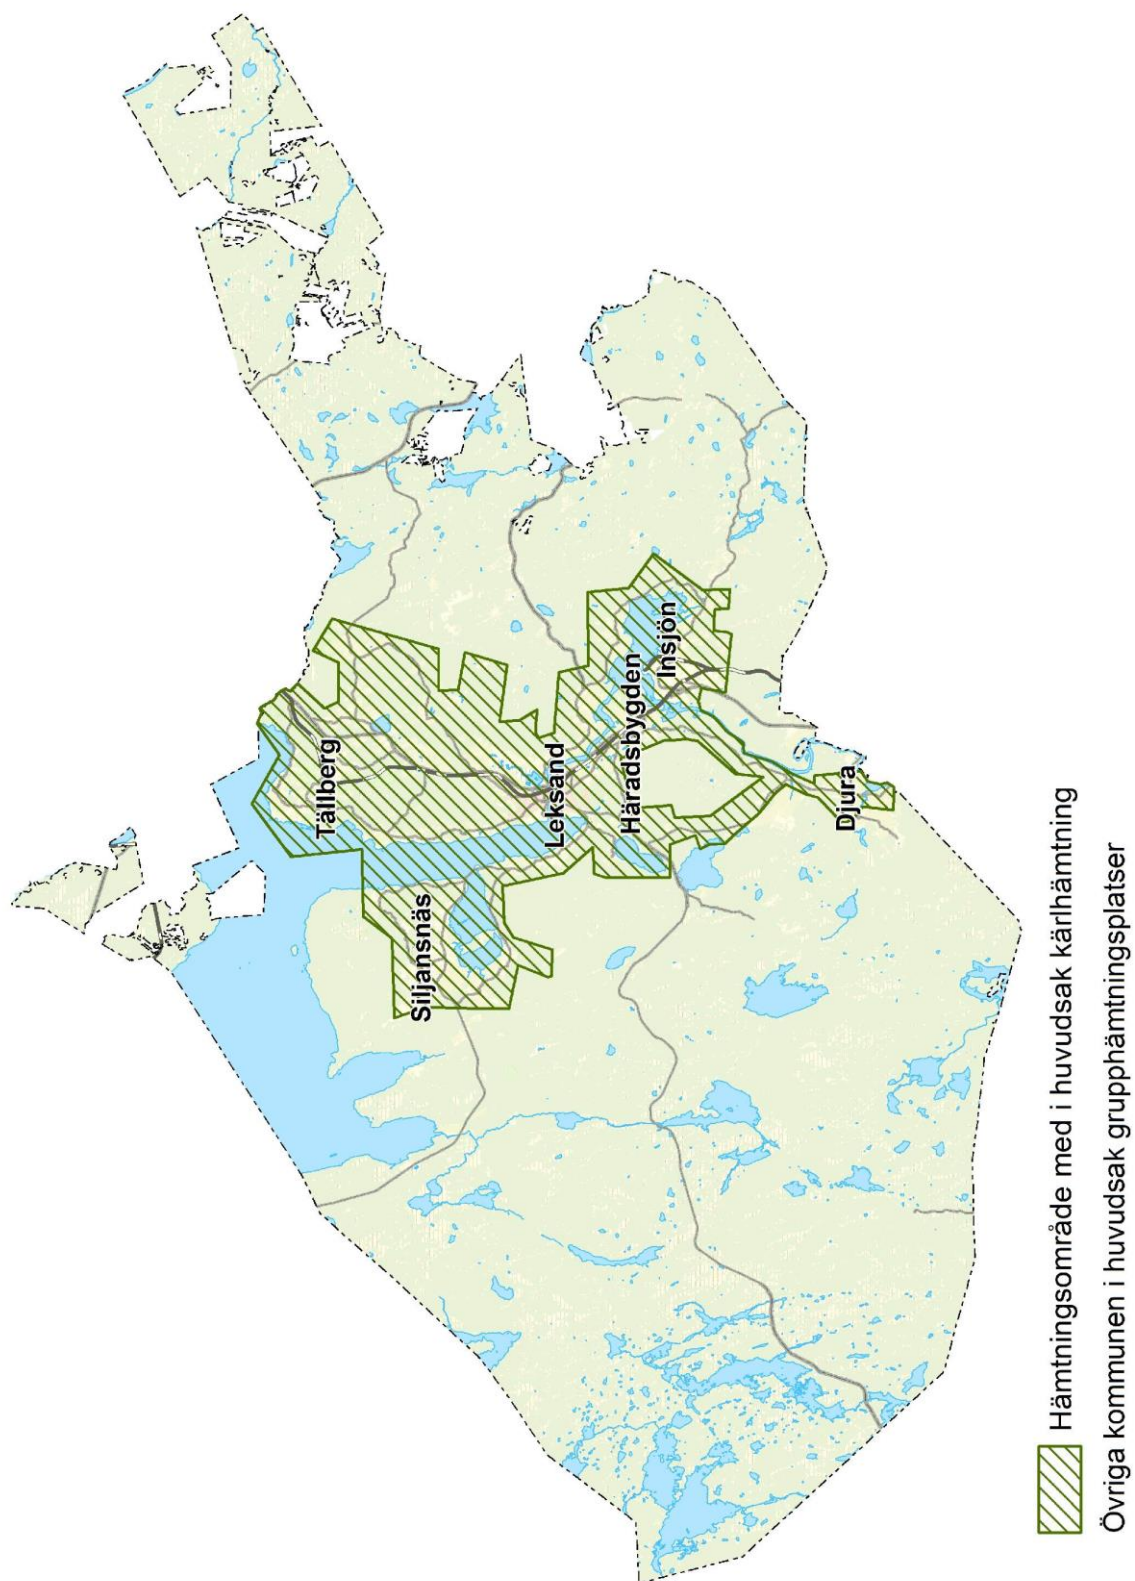 Tällberg
Siljansnäs
Leksand
Häradsbygden
Insjön
Djura
Hämtningsområde med i huvudsak kärlhämtning
Övriga kommunen i huvudsak grupphämtningsplatser